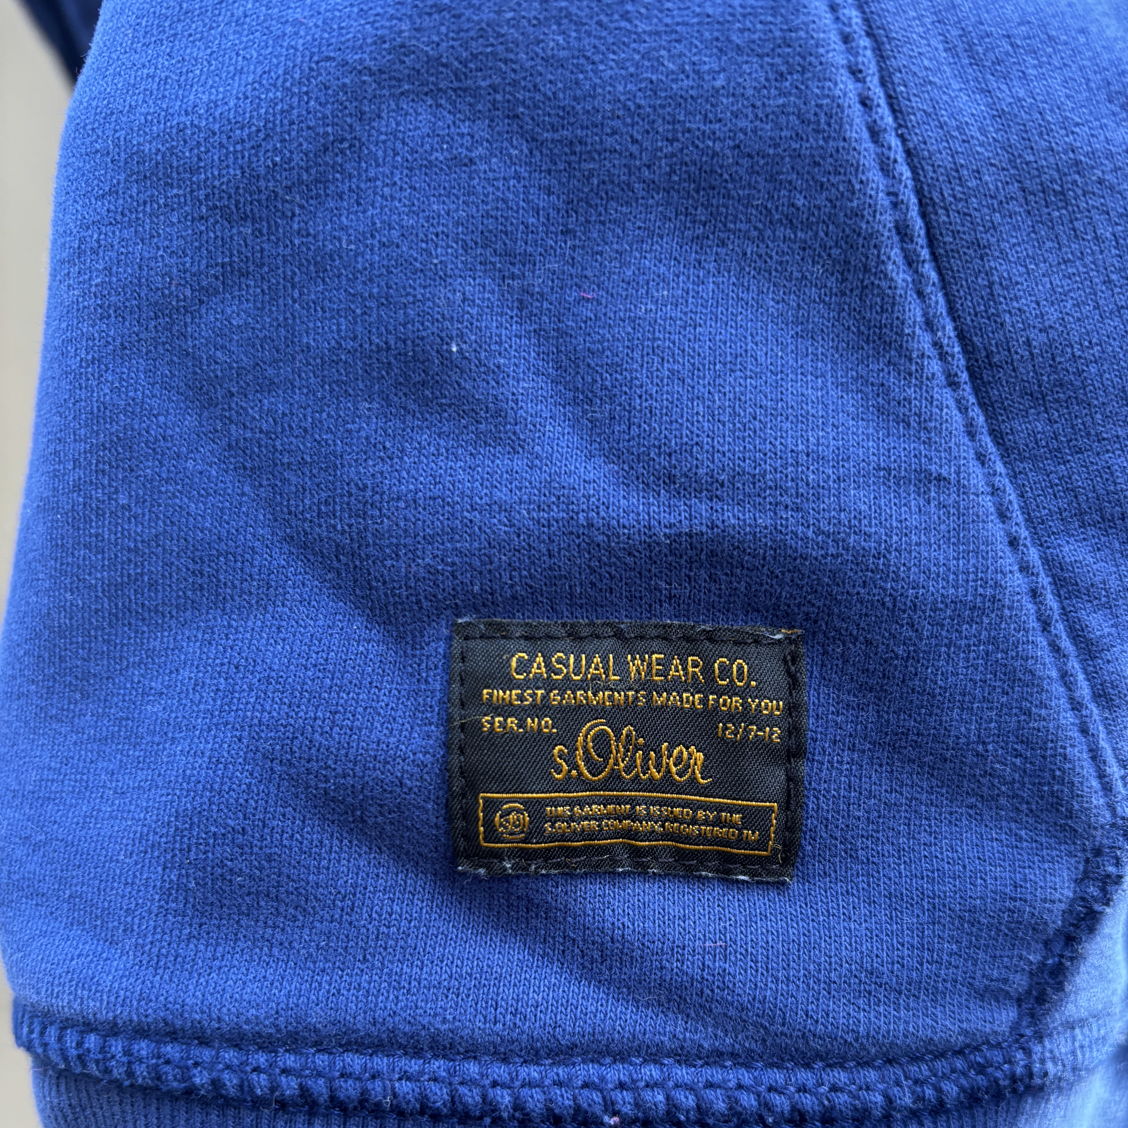 CASUAL WEAR CO.
FINEST GARMENTS MADE FOR YOU
SER.NO. 12/7-12
s.Oliver
THIS GARMENT IS ISSUED BY THE
S.OLIVER COMPANY. REGISTERED TM